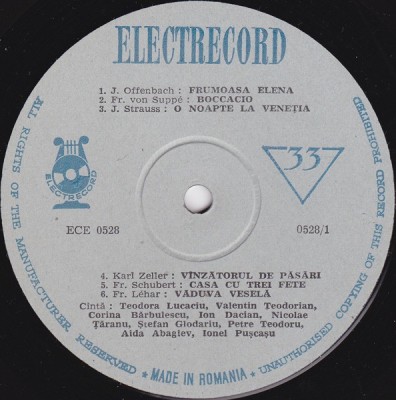 ELECTRECORD
1. J. Offenbach : FRUMOASA ELENA
2. Fr. von Suppé : BOCCACIO
3. J. Strauss : O NOAPTE LA VENEȚIA
ELECTRECORD
33
ECE 0528
0528/1
4. Karl Zeller : VÎNZĂTORUL DE PĂSĂRI
5. Fr. Schubert : CASA CU TREI FETE
6. Fr. Léhar : VĂDUVA VESELĂ
Cîntă : Teodora Lucaciu, Valentin Teodorian,
Corina Bărbulescu, Ion Dacian, Nicolae
Țăranu, Ștefan Glodariu, Petre Teodoru,
Aida Abagiev, Ionel Pușcașu
ALL RIGHTS OF THE MANUFACTURER RESERVED ★ MADE IN ROMANIA ★ UNAUTHORISED COPYING OF THIS RECORD PROHIBITED